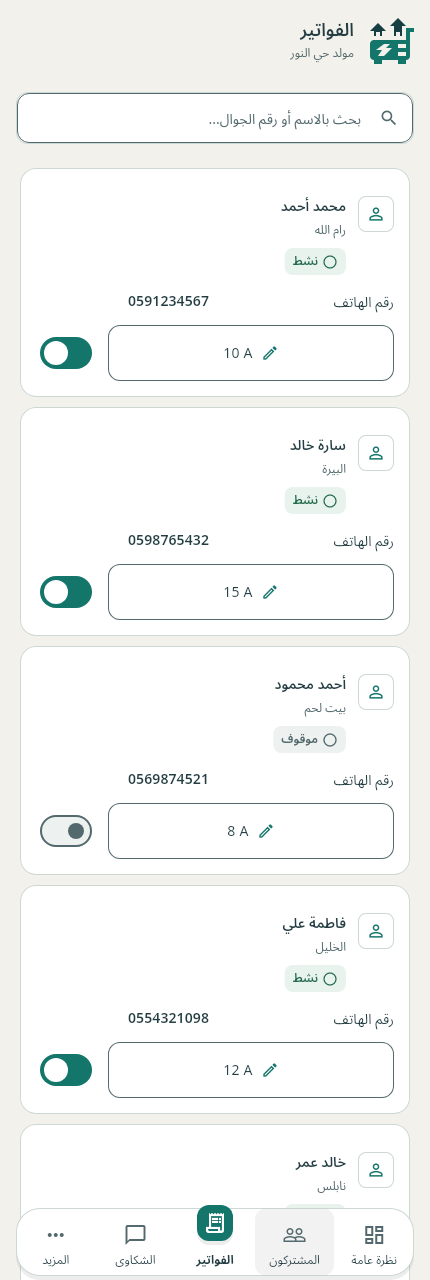 الفواتير
مولد حي النور
بحث بالاسم أو رقم الجوال...
محمد أحمد
رام الله
نشط
رقم الهاتف 0591234567
10 A
سارة خالد
البيرة
نشط
رقم الهاتف 0598765432
15 A
أحمد محمود
بيت لحم
موقوف
رقم الهاتف 0569874521
8 A
فاطمة علي
الخليل
نشط
رقم الهاتف 0554321098
12 A
خالد عمر
نابلس
نظرة عامة المشتركون الفواتير الشكاوى المزيد